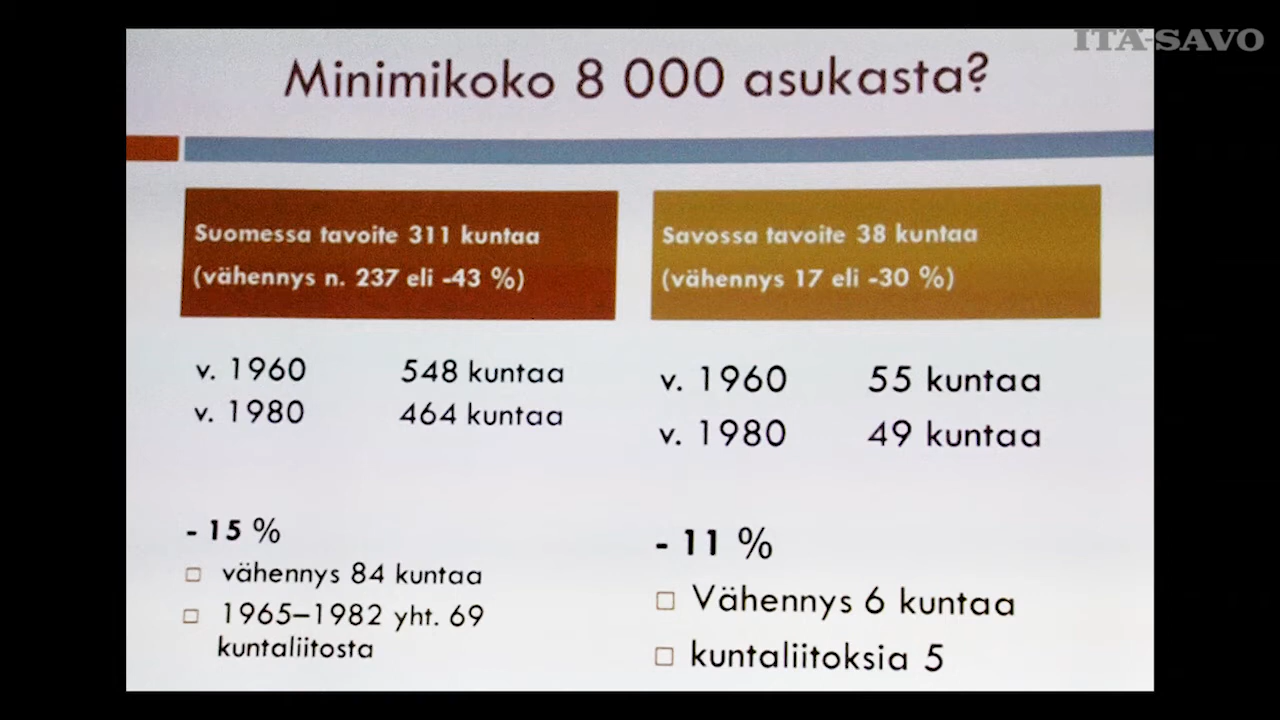 ITÄ-SAVO
Minimikoko 8 000 asukasta?
Suomessa tavoite 311 kuntaa
(vähennys n. 237 eli -43 %)
v. 1960 548 kuntaa
v. 1980 464 kuntaa
- 15 %
□ vähennys 84 kuntaa
□ 1965–1982 yht. 69
kuntaliitosta
Savossa tavoite 38 kuntaa
(vähennys 17 eli -30 %)
v. 1960 55 kuntaa
v. 1980 49 kuntaa
- 11 %
□ Vähennys 6 kuntaa
□ kuntaliitoksia 5